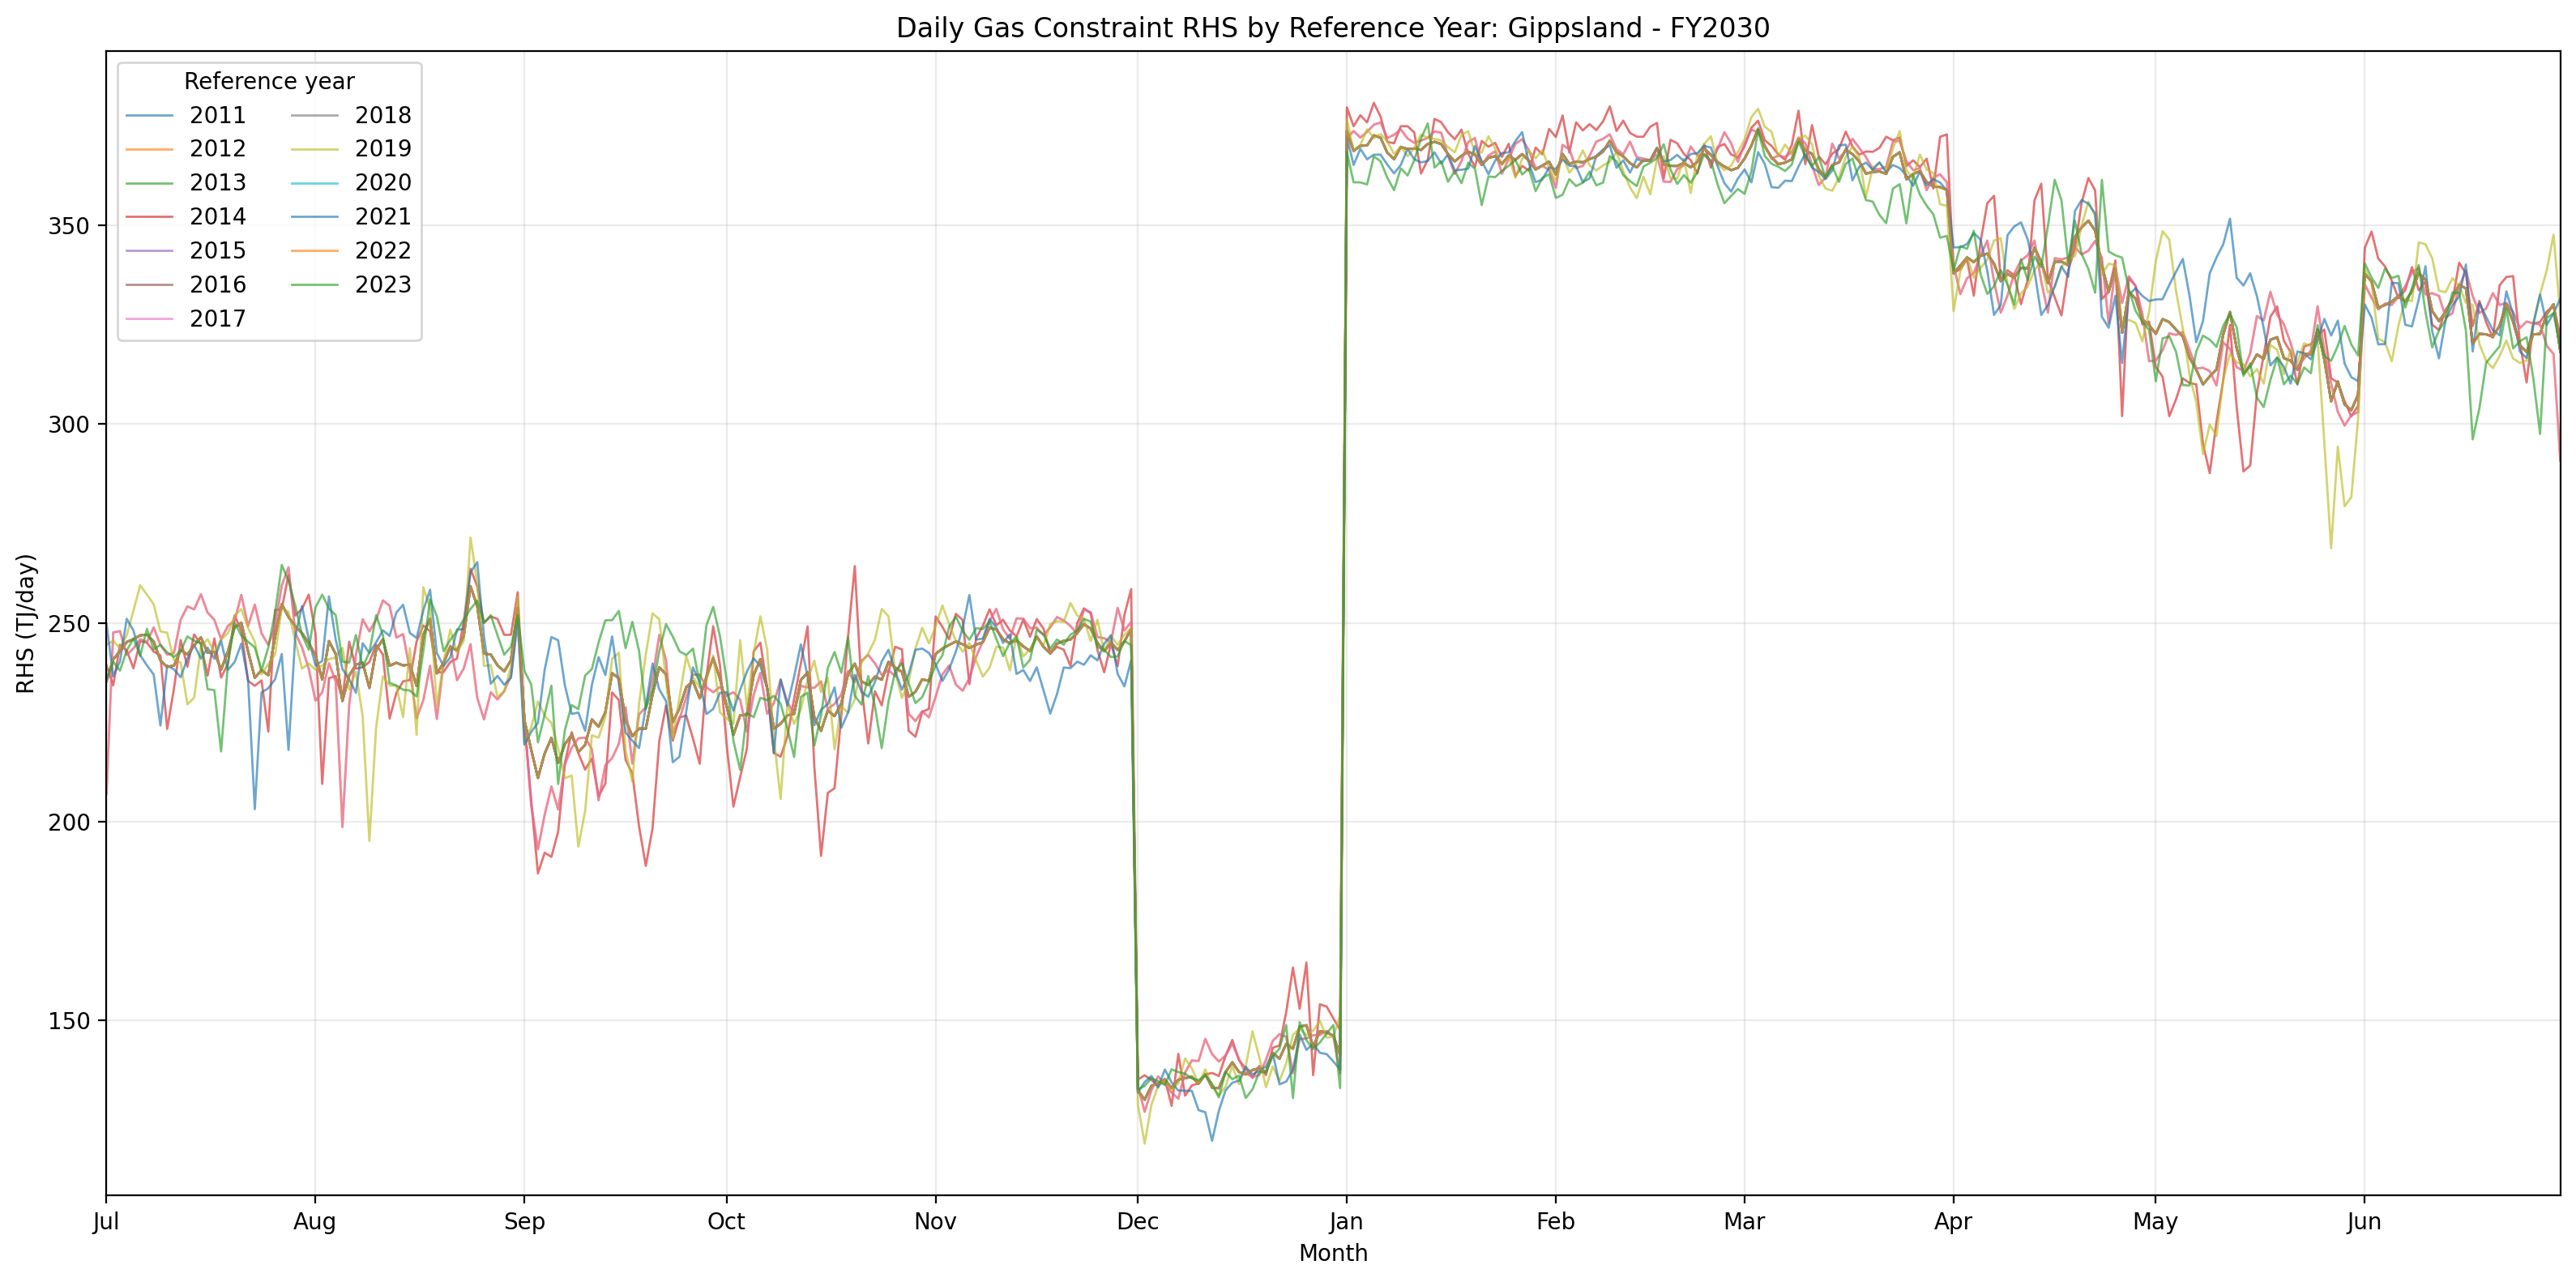 Daily Gas Constraint RHS by Reference Year: Gippsland - FY2030
Reference year
2011
2012
2013
2014
2015
2016
2017
2018
2019
2020
2021
2022
2023
RHS (TJ/day)
350
300
250
200
150
Jul
Aug
Sep
Oct
Nov
Dec
Jan
Feb
Mar
Apr
May
Jun
Month